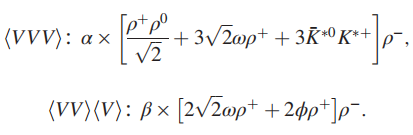 ⟨VVV⟩: α × [ρ⁺ρ⁰/√2 + 3√2ωρ⁺ + 3K̄*⁰K*⁺]ρ⁻,
⟨VV⟩⟨V⟩: β × [2√2ωρ⁺ + 2ϕρ⁺]ρ⁻.